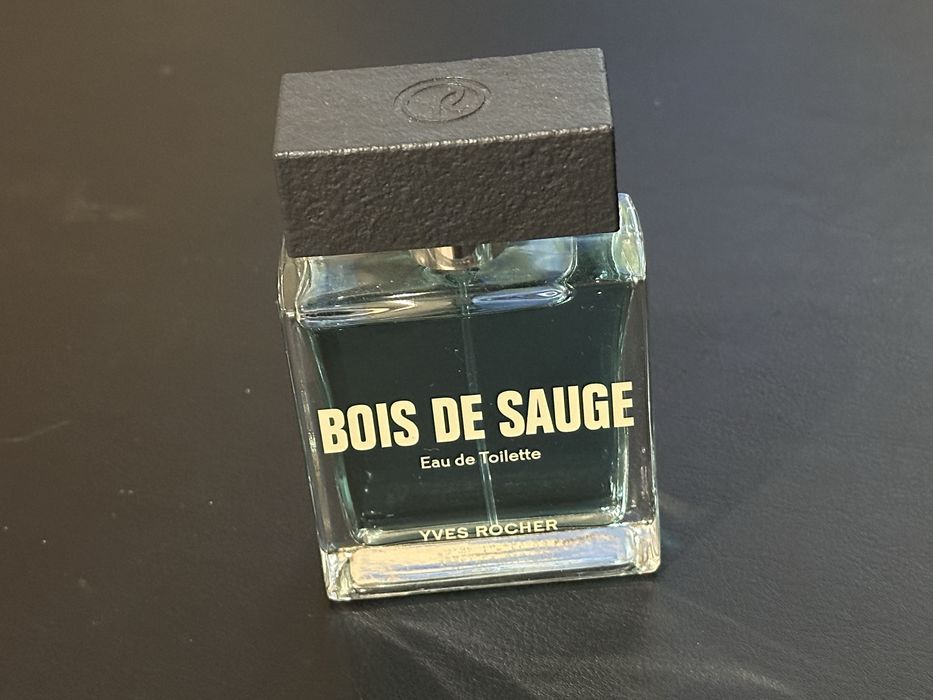 BOIS DE SAUGE
Eau de Toilette
YVES ROCHER